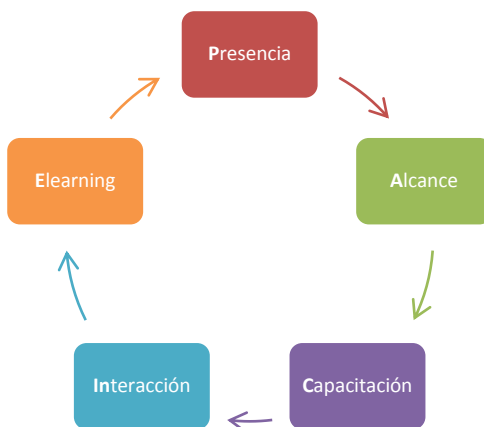 Presencia
Alcance
Capacitación
Interacción
Elearning